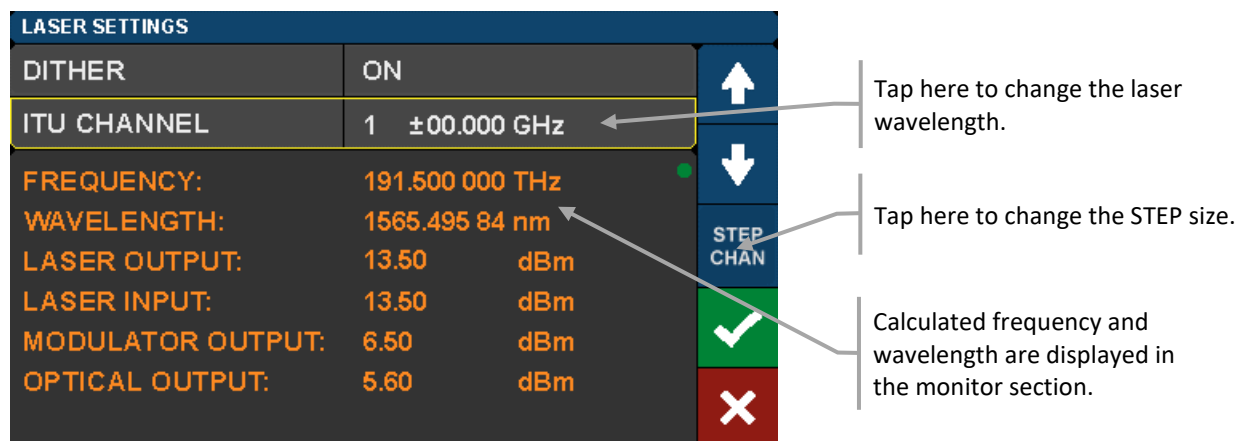 LASER SETTINGS
DITHER ON
ITU CHANNEL 1 ±00.000 GHz
FREQUENCY: 191.500 000 THz
WAVELENGTH: 1565.495 84 nm
LASER OUTPUT: 13.50 dBm
LASER INPUT: 13.50 dBm
MODULATOR OUTPUT: 6.50 dBm
OPTICAL OUTPUT: 5.60 dBm
STEP
CHAN
Tap here to change the laser
wavelength.
Tap here to change the STEP size.
Calculated frequency and
wavelength are displayed in
the monitor section.